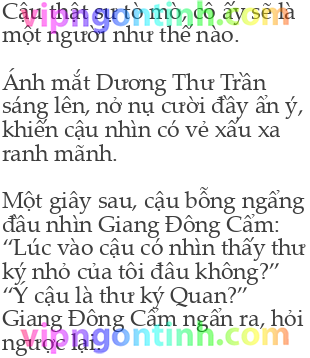 Cậu thật sự tò mò, cô ấy sẽ là
một người như thế nào.
Ánh mắt Dương Thư Trần
sáng lên, nở nụ cười đầy ẩn ý,
khiến cậu nhìn có vẻ xấu xa
ranh mãnh.
Một giây sau, cậu bỗng ngẩng
đầu nhìn Giang Đông Cẩm:
“Lúc vào cậu có nhìn thấy thư
ký nhỏ của tôi đâu không?”
“Ý cậu là thư ký Quan?”
Giang Đông Cẩm ngẩn ra, hỏi
ngược lại.
vipngontinh.com
vipngontinh.com